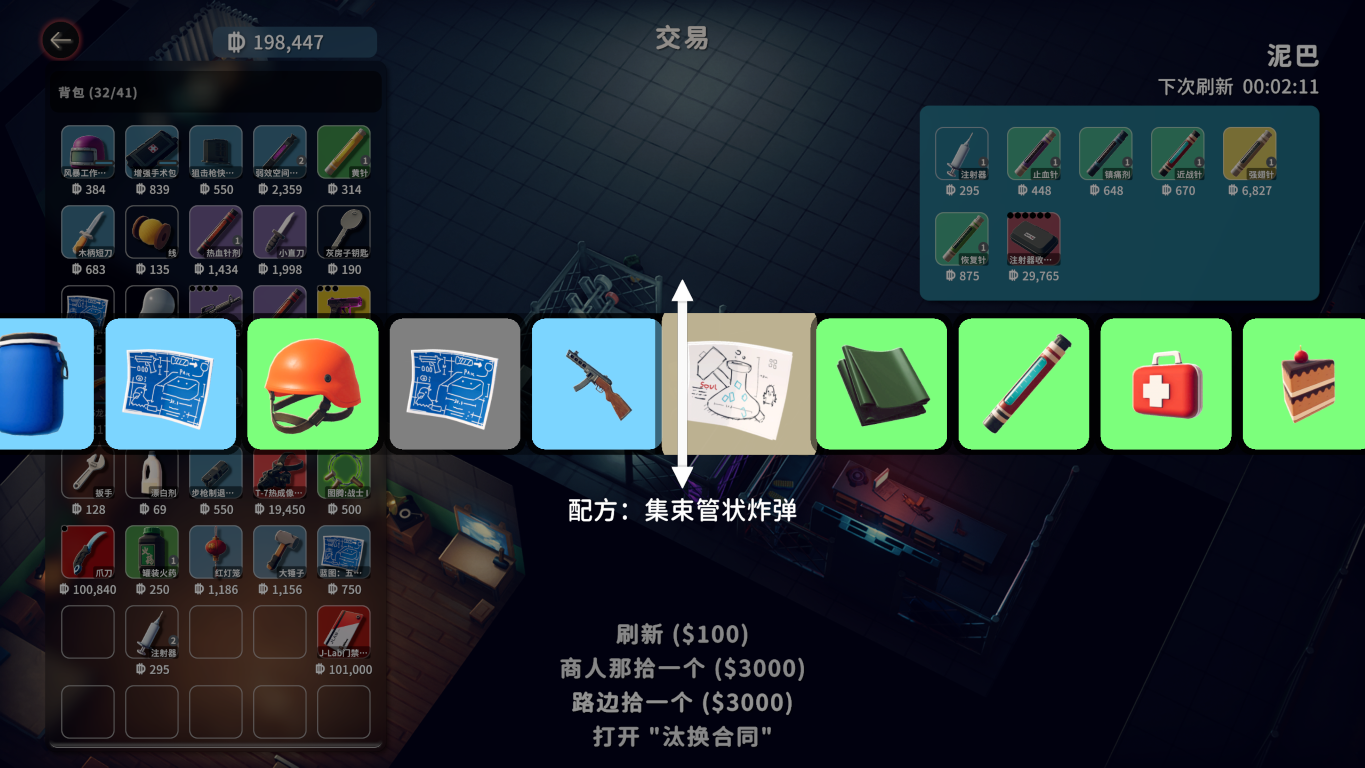 198,447
交易
泥巴
下次刷新 00:02:11
背包 (32/41)
风暴工作…
增强手术包
狙击枪快…
2
弱效空间…
1
黄针
384
839
550
2,359
314
木柄短刀
线
1
热血针剂
小直刀
灰房子钥匙
683
135
1,434
1,998
190
1
注射器
1
止血针
1
镇痛剂
1
近战针
1
强翅针
295
448
648
670
6,827
1
恢复针
注射器收…
875
29,765
SOUL
配方：集束管状炸弹
扳手
漂白剂
步枪制退…
T-7热成像…
图腾:战士 I
128
69
550
19,450
500
爪刀
1
罐装火药
红灯笼
大锤子
蓝图：五…
100,840
250
1,186
1,156
750
2
注射器
J-Lab门禁…
295
101,000
刷新 ($100)
商人那拾一个 ($3000)
路边拾一个 ($3000)
打开 "汰换合同"